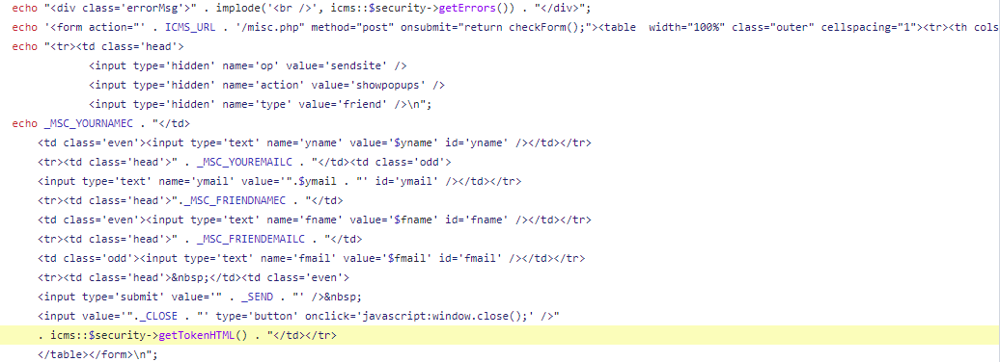 echo "<div class='errorMsg'>" . implode('<br />', icms::$security->getErrors()) . "</div>";
echo '<form action="' . ICMS_URL . '/misc.php" method="post" onsubmit="return checkForm();"><table  width="100%" class="outer" cellspacing="1"><tr><th cols
echo "<tr><td class='head'>
<input type='hidden' name='op' value='sendsite' />
<input type='hidden' name='action' value='showpopups' />
<input type='hidden' name='type' value='friend' />\n";
echo _MSC_YOURNAMEC . "</td>
<td class='even'><input type='text' name='yname' value='$yname' id='yname' /></td></tr>
<tr><td class='head'>" . _MSC_YOUREMAILC . "</td><td class='odd'>
<input type='text' name='ymail' value='".$ymail . "' id='ymail' /></td></tr>
<tr><td class='head'>"._MSC_FRIENDNAMEC . "</td>
<td class='even'><input type='text' name='fname' value='$fname' id='fname' /></td></tr>
<tr><td class='head'>" . _MSC_FRIENDEMAILC . "</td>
<td class='odd'><input type='text' name='fmail' value='$fmail' id='fmail' /></td></tr>
<tr><td class='head'>&nbsp;</td><td class='even'>
<input type='submit' value='" . _SEND . "' />&nbsp;
<input value='"._CLOSE . "' type='button' onclick='javascript:window.close();' />"
. icms::$security->getTokenHTML() . "</td></tr>
</table></form>\n";